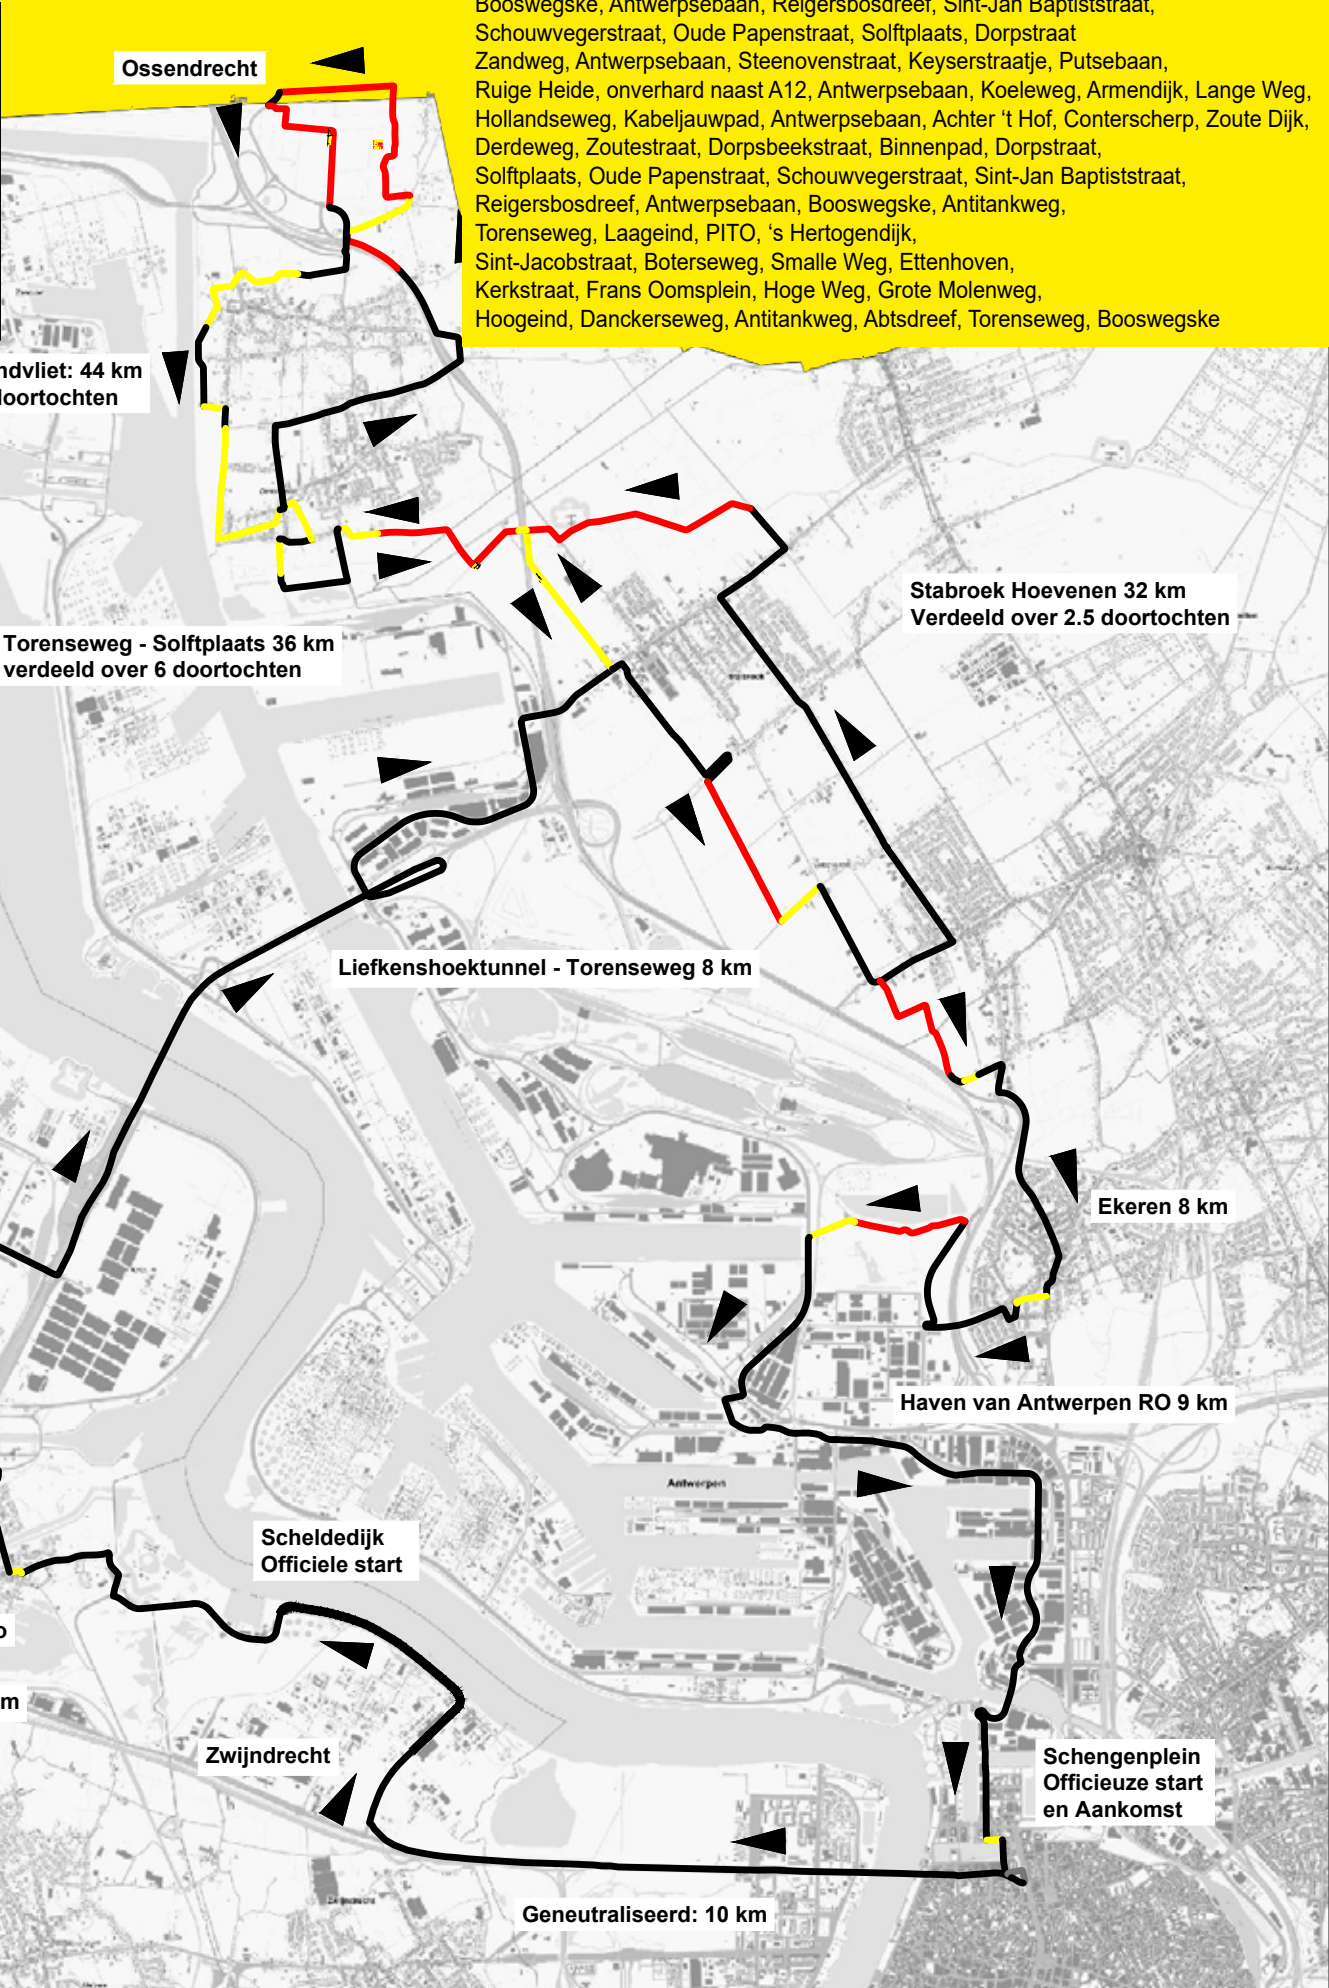 Booswegske, Antwerpsebaan, Reigersbosdreef, Sint-Jan Baptiststraat,
Schouwvegerstraat, Oude Papenstraat, Solftplaats, Dorpstraat
Zandweg, Antwerpsebaan, Steenovenstraat, Keyserstraatje, Putsebaan,
Ruige Heide, onverhard naast A12, Antwerpsebaan, Koeleweg, Armendijk, Lange Weg,
Hollandseweg, Kabeljauwpad, Antwerpsebaan, Achter ‘t Hof, Conterscherp, Zoute Dijk,
Derdeweg, Zoutestraat, Dorpsbeekstraat, Binnenpad, Dorpstraat,
Solftplaats, Oude Papenstraat, Schouwvegerstraat, Sint-Jan Baptiststraat,
Reigersbosdreef, Antwerpsebaan, Booswegske, Antitankweg,
Torenseweg, Laageind, PITO, ‘s Hertogendijk,
Sint-Jacobstraat, Boterseweg, Smalle Weg, Ettenhoven,
Kerkstraat, Frans Oomsplein, Hoge Weg, Grote Molenweg,
Hoogeind, Danckerseweg, Antitankweg, Abtsdreef, Torenseweg, Booswegske
Ossendrecht
ndvliet: 44 km
doortochten
Stabroek Hoevenen 32 km
Verdeeld over 2.5 doortochten
Torenseweg - Solftplaats 36 km
verdeeld over 6 doortochten
Liefkenshoektunnel - Torenseweg 8 km
Ekeren 8 km
Haven van Antwerpen RO 9 km
Antwerpen
Scheldedijk
Officiele start
o
m
Zwijndrecht
Schengenplein
Officieuze start
en Aankomst
Zwijndrecht
Geneutraliseerd: 10 km